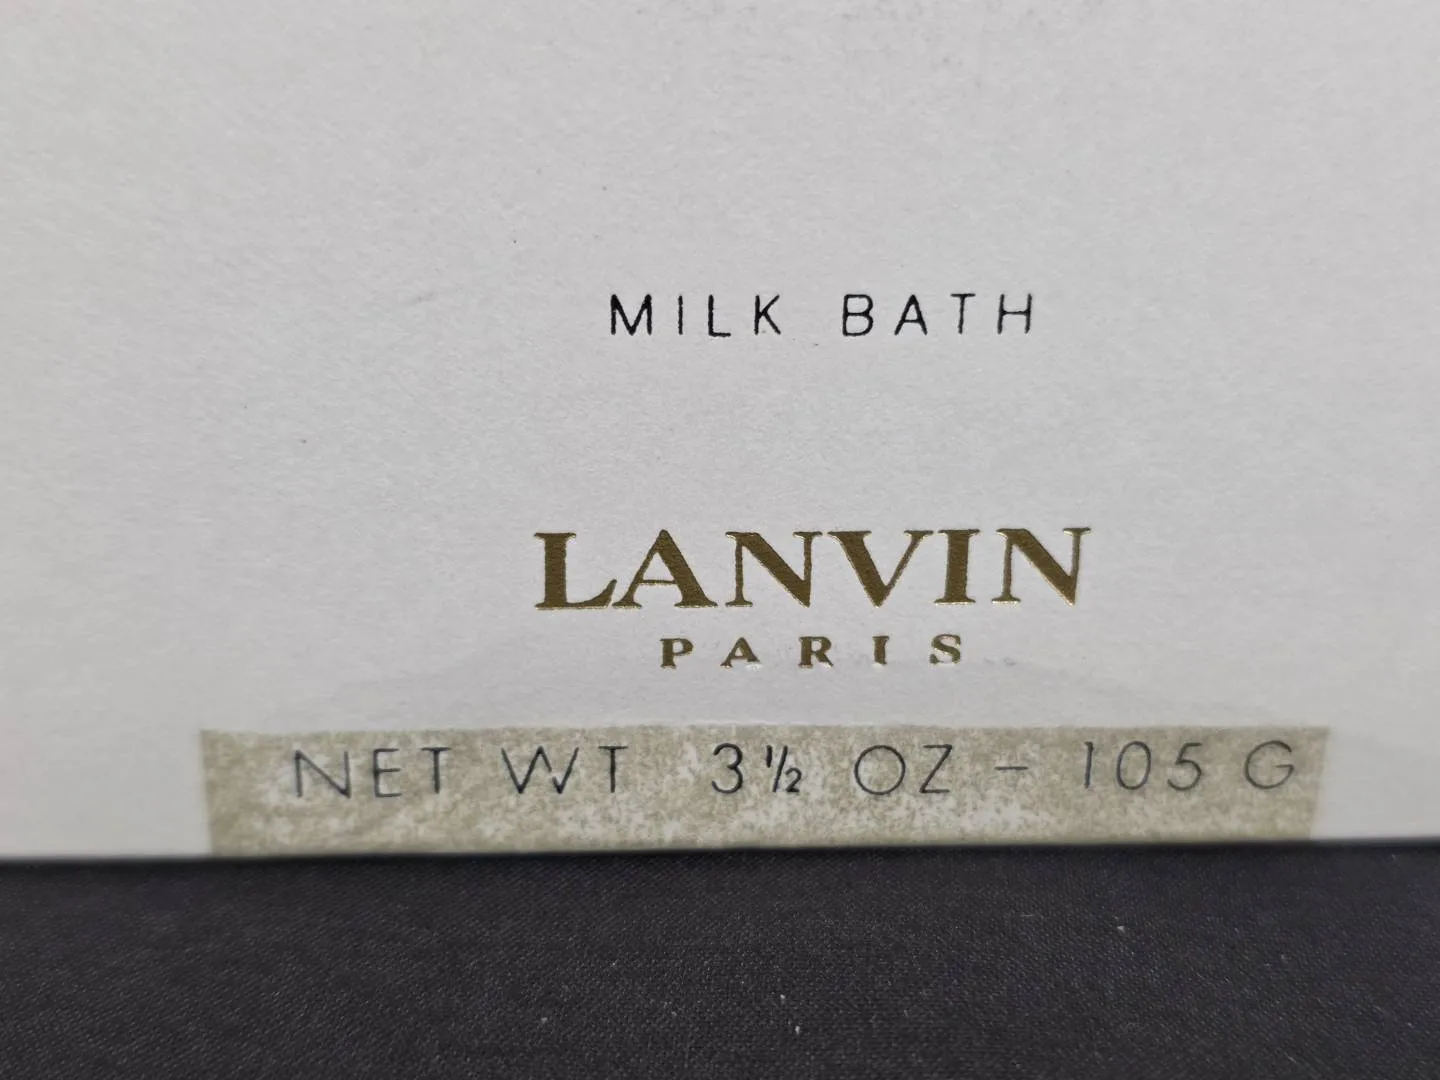 MILK BATH
LANVIN
PARIS
NET WT 3½ OZ - 105 G